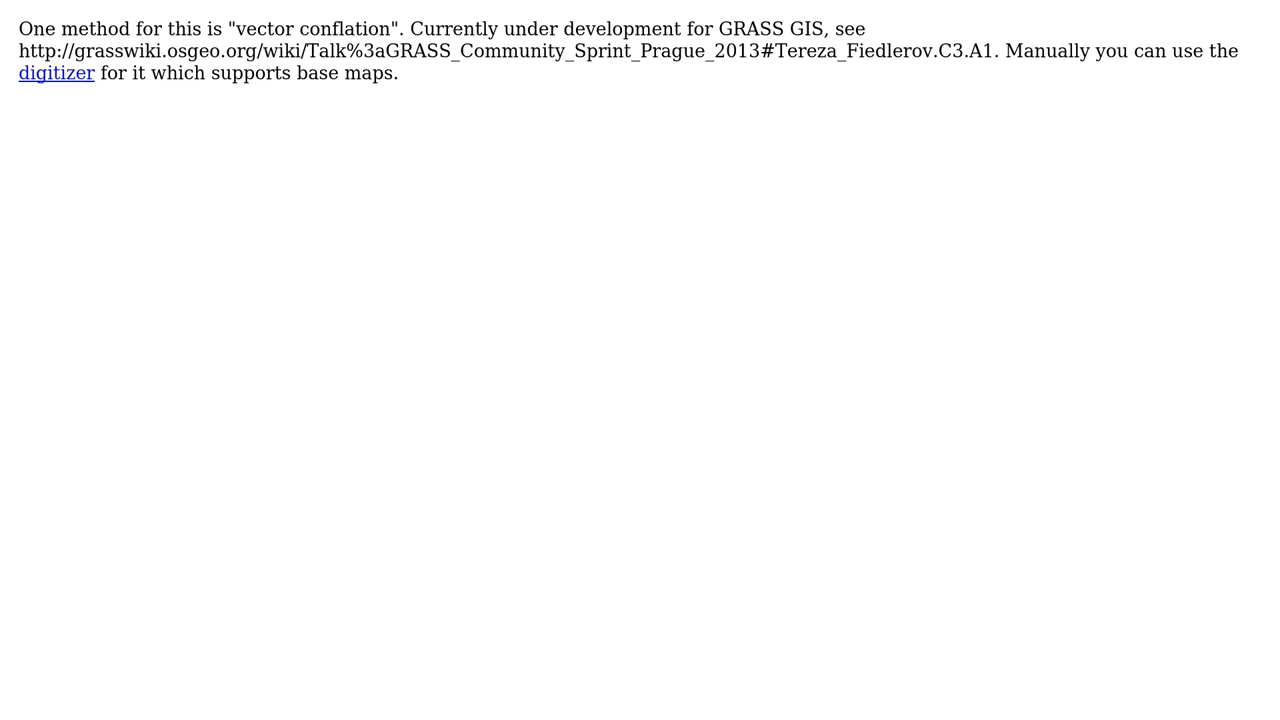 One method for this is "vector conflation". Currently under development for GRASS GIS, see
http://grasswiki.osgeo.org/wiki/Talk%3aGRASS_Community_Sprint_Prague_2013#Tereza_Fiedlerov.C3.A1. Manually you can use the
digitizer for it which supports base maps.